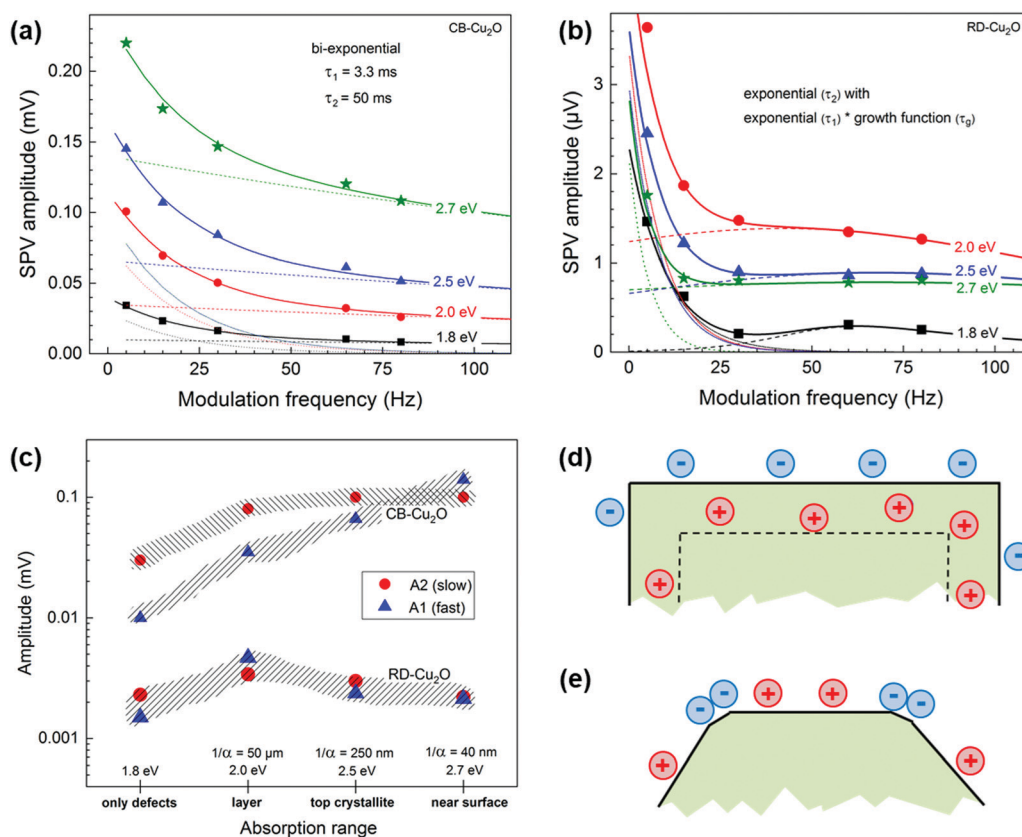 (a)
CB-Cu₂O
bi-exponential
τ₁ = 3.3 ms
τ₂ = 50 ms
0.20
0.15
0.10
0.05
0.00
SPV amplitude (mV)
2.7 eV
2.5 eV
2.0 eV
1.8 eV
0 25 50 75 100
Modulation frequency (Hz)
(b)
RD-Cu₂O
exponential (τ₂) with
exponential (τ₁) * growth function (τg)
3
2
1
0
SPV amplitude (µV)
2.0 eV
2.5 eV
2.7 eV
1.8 eV
0 25 50 75 100
Modulation frequency (Hz)
(c)
0.1
0.01
0.001
Amplitude (mV)
CB-Cu₂O
A2 (slow)
A1 (fast)
RD-Cu₂O
1/α = 50 µm 1/α = 250 nm 1/α = 40 nm
1.8 eV 2.0 eV 2.5 eV 2.7 eV
only defects layer top crystallite near surface
Absorption range
(d)
- - - -
- + + + +
-
+ +
(e)
- - + + - -
+ +